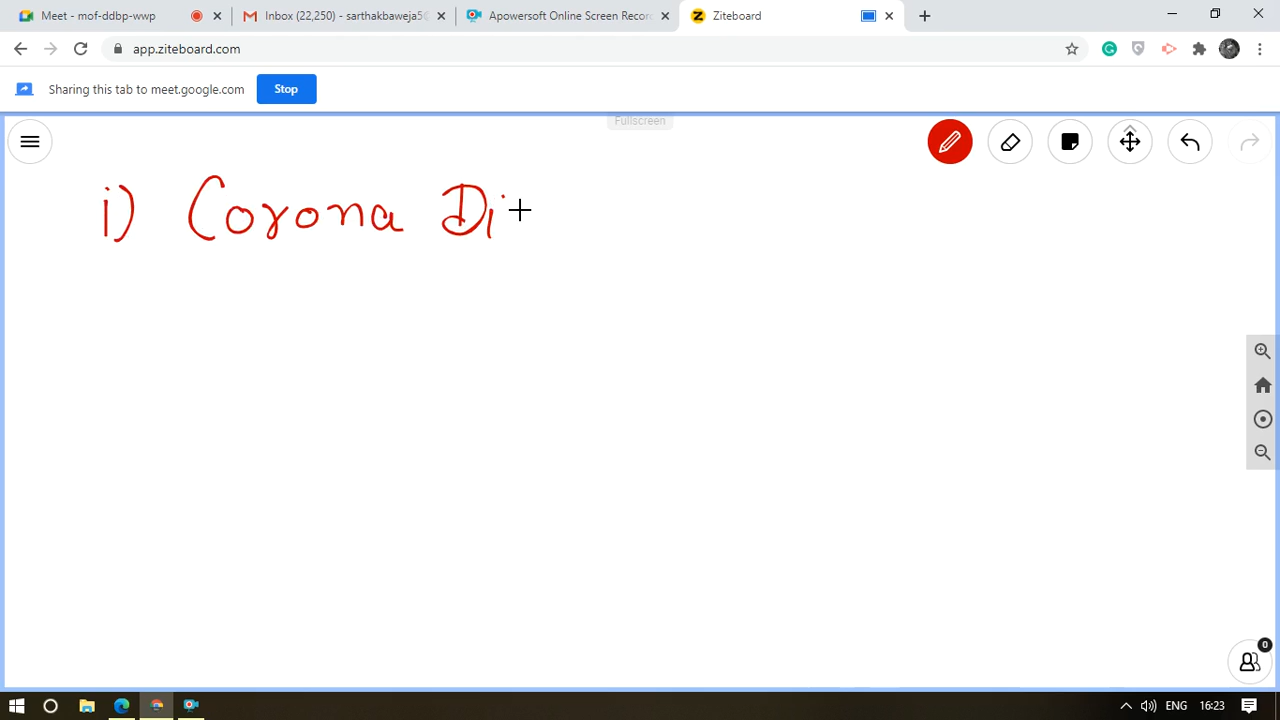 Meet - mof-ddbp-wwp
Inbox (22,250) - sarthakbaweja5
Apowersoft Online Screen Recor
Ziteboard
app.ziteboard.com
Sharing this tab to meet.google.com
Stop
Fullscreen
i) Corona Di
0
ENG
16:23